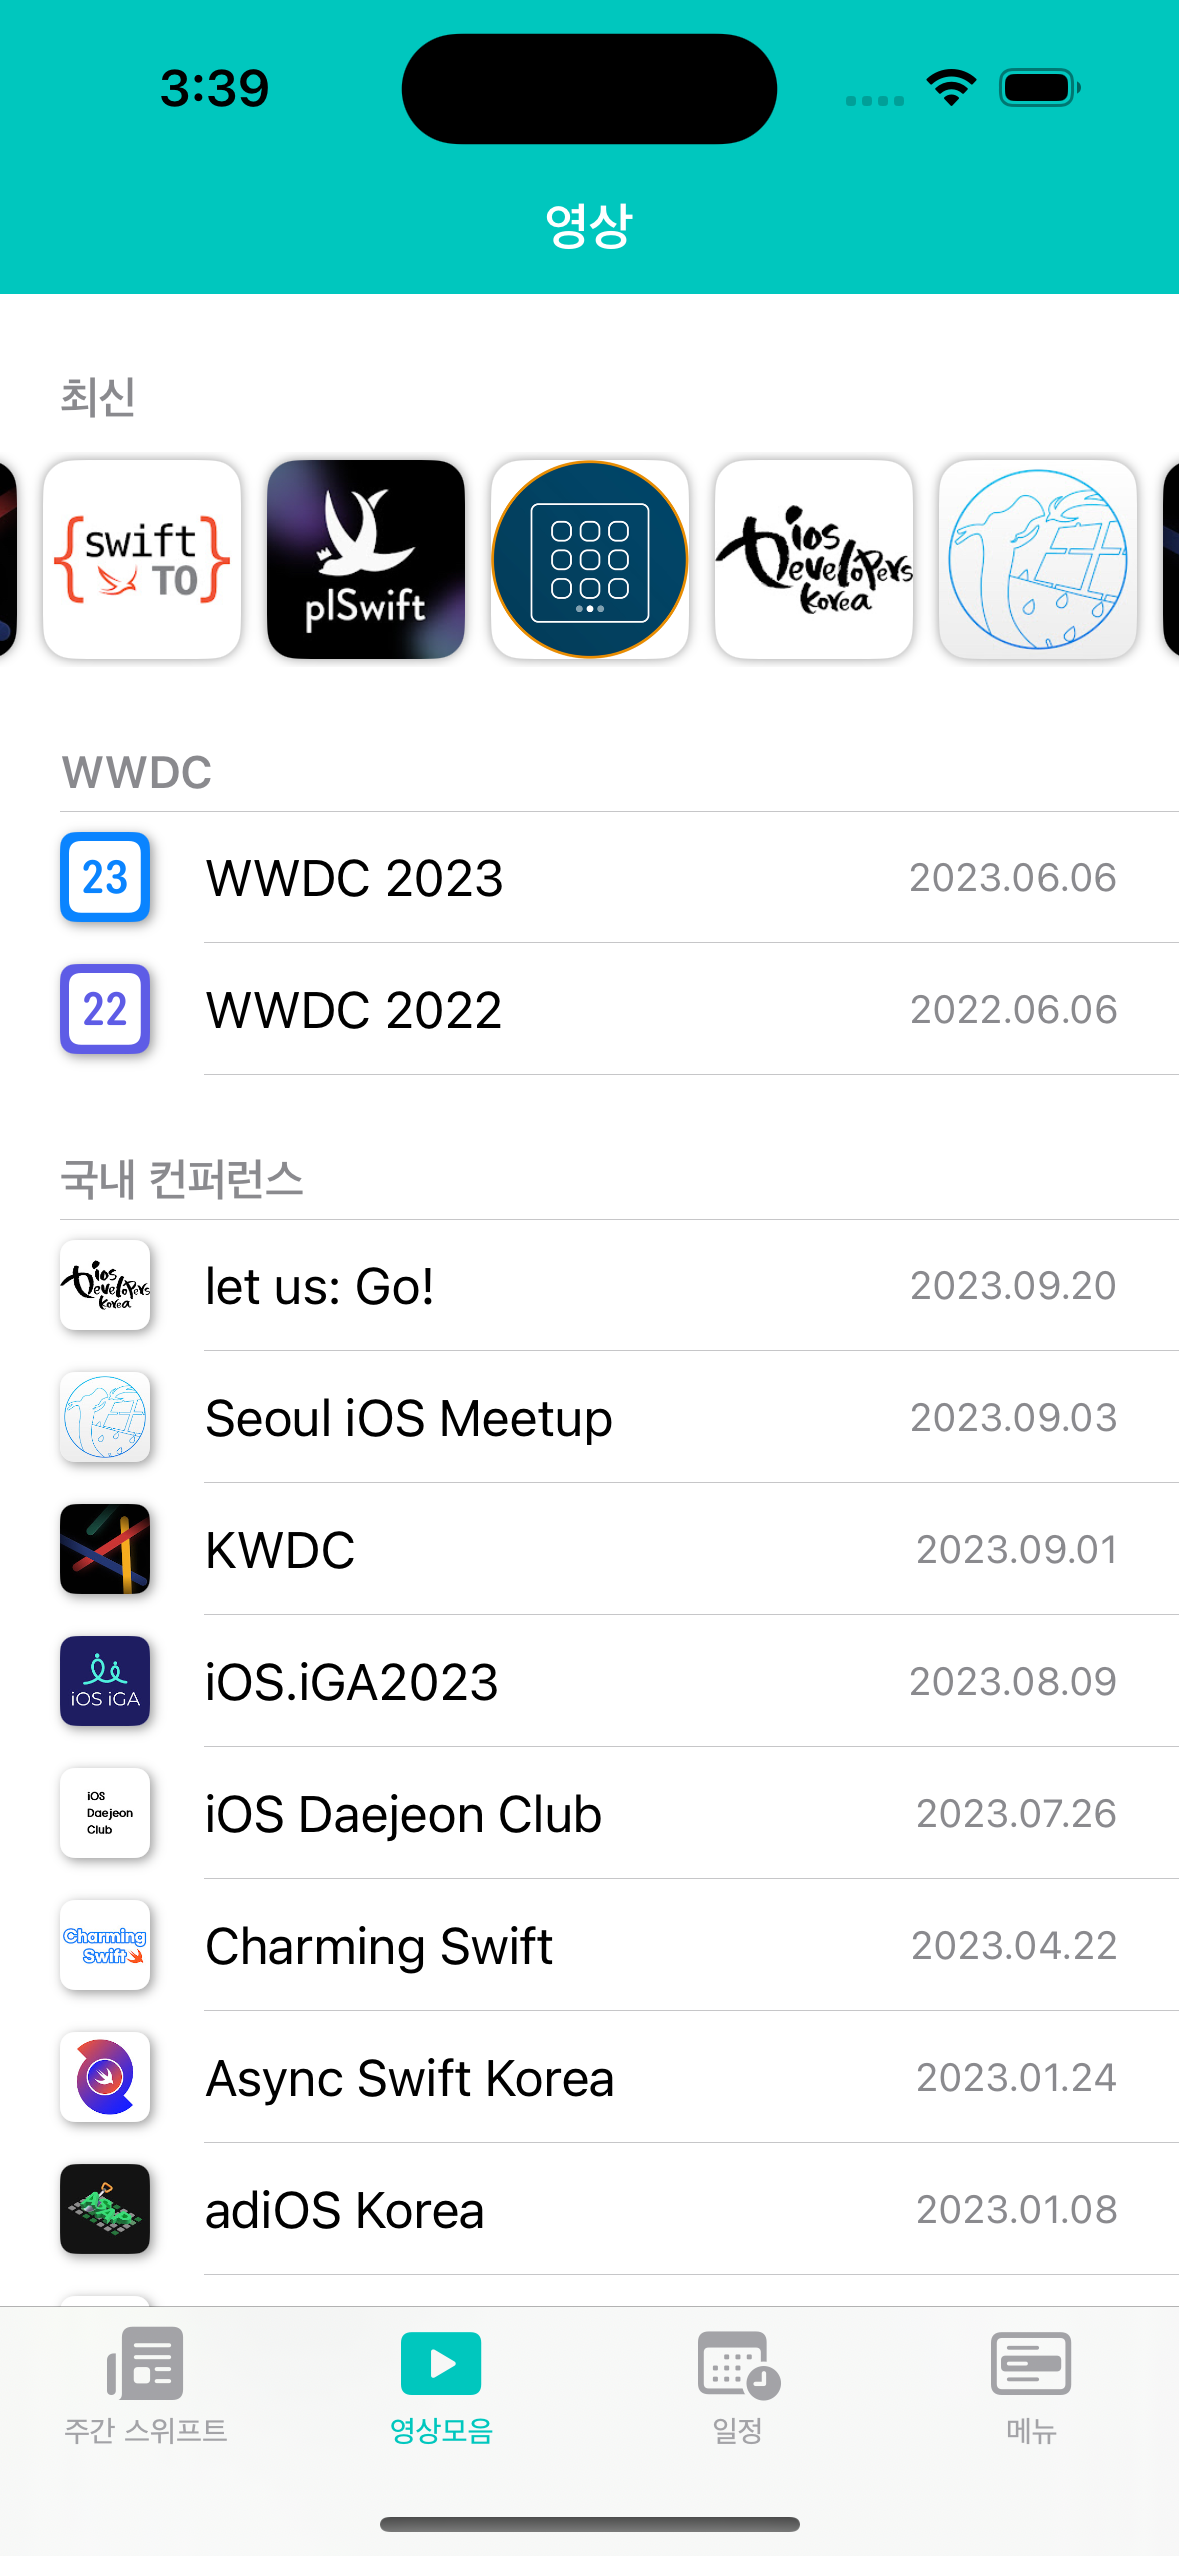 3:39
영상
최신
swift
TO
plSwift
ios
Developers
Korea
WWDC
23
WWDC 2023
2023.06.06
22
WWDC 2022
2022.06.06
국내 컨퍼런스
ios
Developers
Korea
let us: Go!
2023.09.20
Seoul iOS Meetup
2023.09.03
KWDC
2023.09.01
iOS iGA
iOS.iGA2023
2023.08.09
iOS
Daejeon
Club
iOS Daejeon Club
2023.07.26
Charming
Swift
Charming Swift
2023.04.22
Async Swift Korea
2023.01.24
ASAP
adiOS Korea
2023.01.08
주간 스위프트
영상모음
일정
메뉴